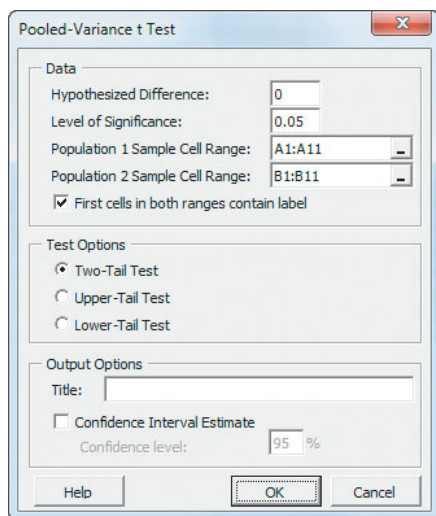 Pooled-Variance t Test
Data
Hypothesized Difference: 0
Level of Significance: 0.05
Population 1 Sample Cell Range: A1:A11
Population 2 Sample Cell Range: B1:B11
First cells in both ranges contain label
Test Options
Two-Tail Test
Upper-Tail Test
Lower-Tail Test
Output Options
Title:
Confidence Interval Estimate
Confidence level: 95 %
Help OK Cancel